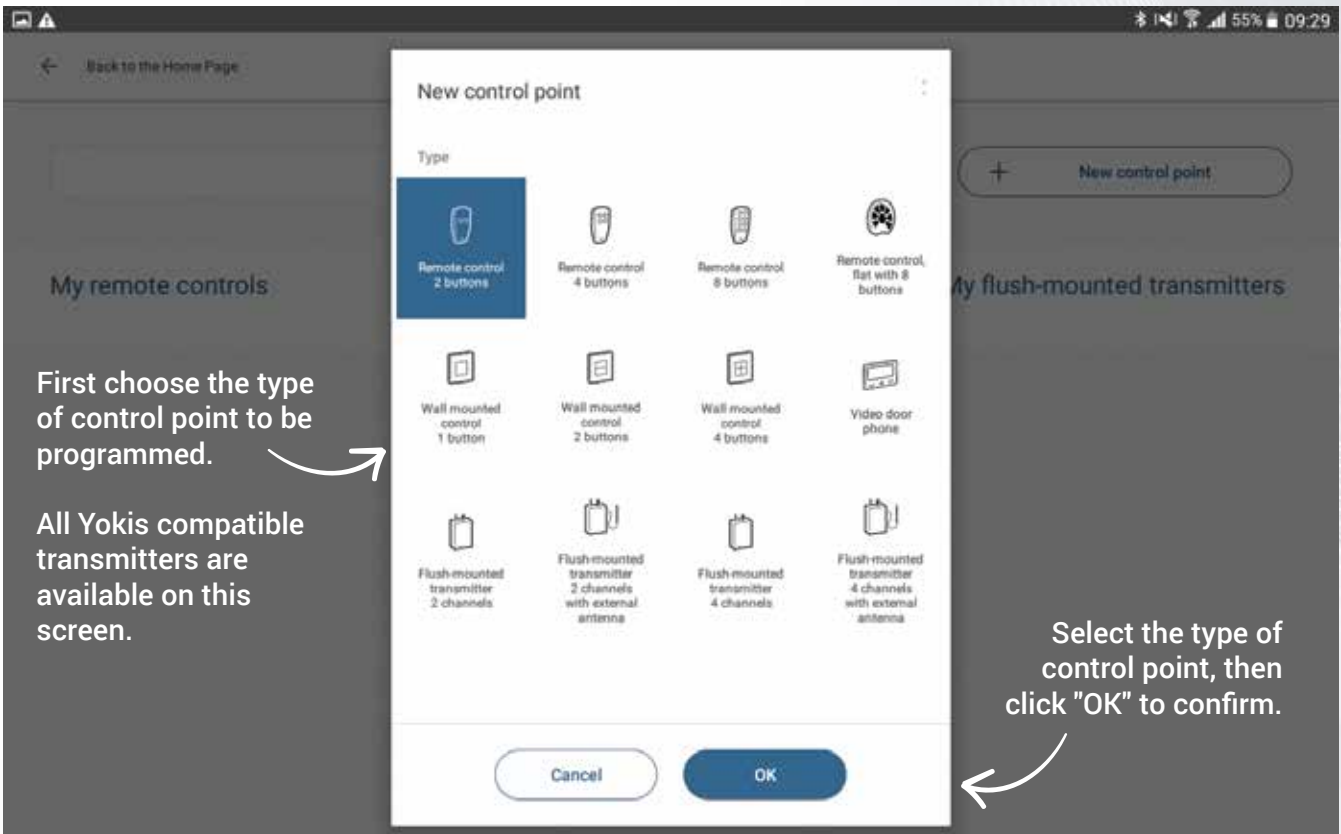 55% 09:29
Back to the Home Page
New control point
Type
New control point
Remote control
2 buttons
Remote control
4 buttons
Remote control
8 buttons
Remote control,
flat with 8
buttons
My remote controls
My flush-mounted transmitters
First choose the type
of control point to be
programmed.
All Yokis compatible
transmitters are
available on this
screen.
Wall mounted
control
1 button
Wall mounted
control
2 buttons
Wall mounted
control
4 buttons
Video door
phone
Flush-mounted
transmitter
2 channels
Flush-mounted
transmitter
2 channels
with external
antenna
Flush-mounted
transmitter
4 channels
Flush-mounted
transmitter
4 channels
with external
antenna
Select the type of
control point, then
click "OK" to confirm.
Cancel
OK